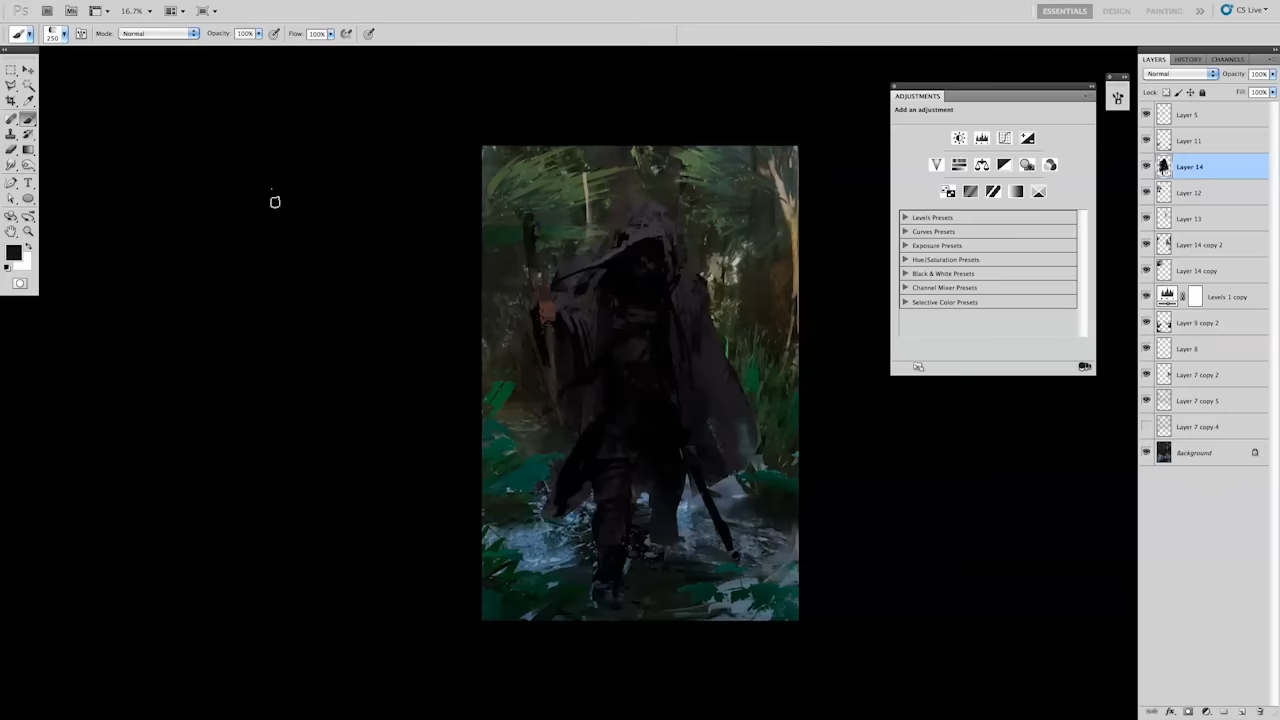 Ps Br Mb 16.7% ESSENTIALS DESIGN PAINTING CS Live
250 Mode: Normal Opacity: 100% Flow: 100%
LAYERS HISTORY CHANNELS
Normal Opacity: 100%
Lock: Fill: 100%
ADJUSTMENTS
Add an adjustment
Levels Presets
Curves Presets
Exposure Presets
Hue/Saturation Presets
Black & White Presets
Channel Mixer Presets
Selective Color Presets
Layer 5
Layer 11
Layer 14
Layer 12
Layer 13
Layer 14 copy 2
Layer 14 copy
Levels 1 copy
Layer 9 copy 2
Layer 8
Layer 7 copy 2
Layer 7 copy 5
Layer 7 copy 4
Background
fx